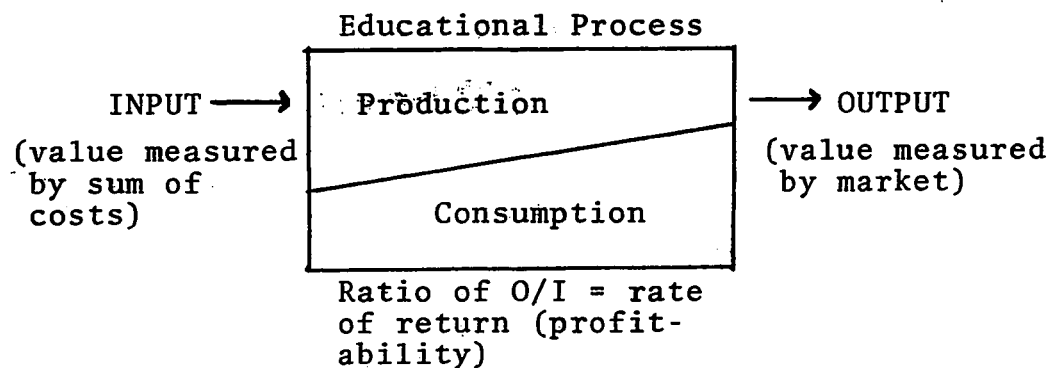 Educational Process
INPUT
Production
OUTPUT
(value measured
by sum of
costs)
(value measured
by market)
Consumption
Ratio of O/I = rate
of return (profit-
ability)